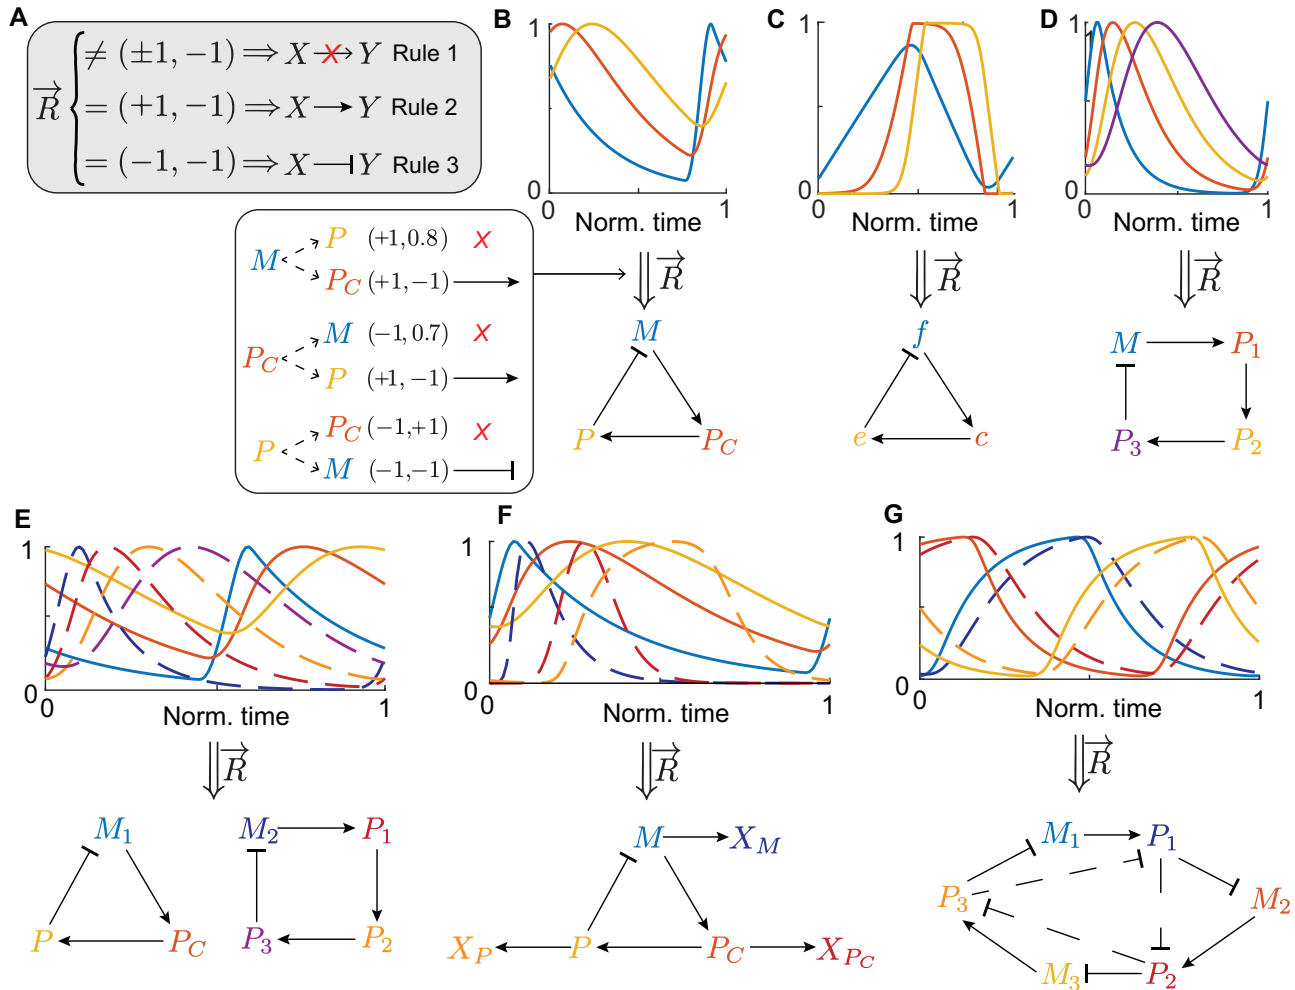 A
R⃗
≠ (±1, −1) ⟹ X ⟶ Y Rule 1
X
= (+1, −1) ⟹ X ⟶ Y Rule 2
= (−1, −1) ⟹ X ⊣ Y Rule 3
M
P (+1,0.8) X
P_C (+1,−1)
P_C
M (−1,0.7) X
P (+1,−1)
P
P_C (−1,+1) X
M (−1,−1)
B
1
0
0 1
Norm. time
R⃗
M
P P_C
C
1
0
0 1
Norm. time
R⃗
f
e c
D
1
0
0 1
Norm. time
R⃗
M P_1
P_3 P_2
E
1
0
0 1
Norm. time
R⃗
M_1 M_2 P_1
P P_C P_3 P_2
F
1
0
0 1
Norm. time
R⃗
M X_M
X_P P P_C X_{P_C}
G
1
0
0 1
Norm. time
R⃗
M_1 P_1
P_3 M_2
M_3 P_2